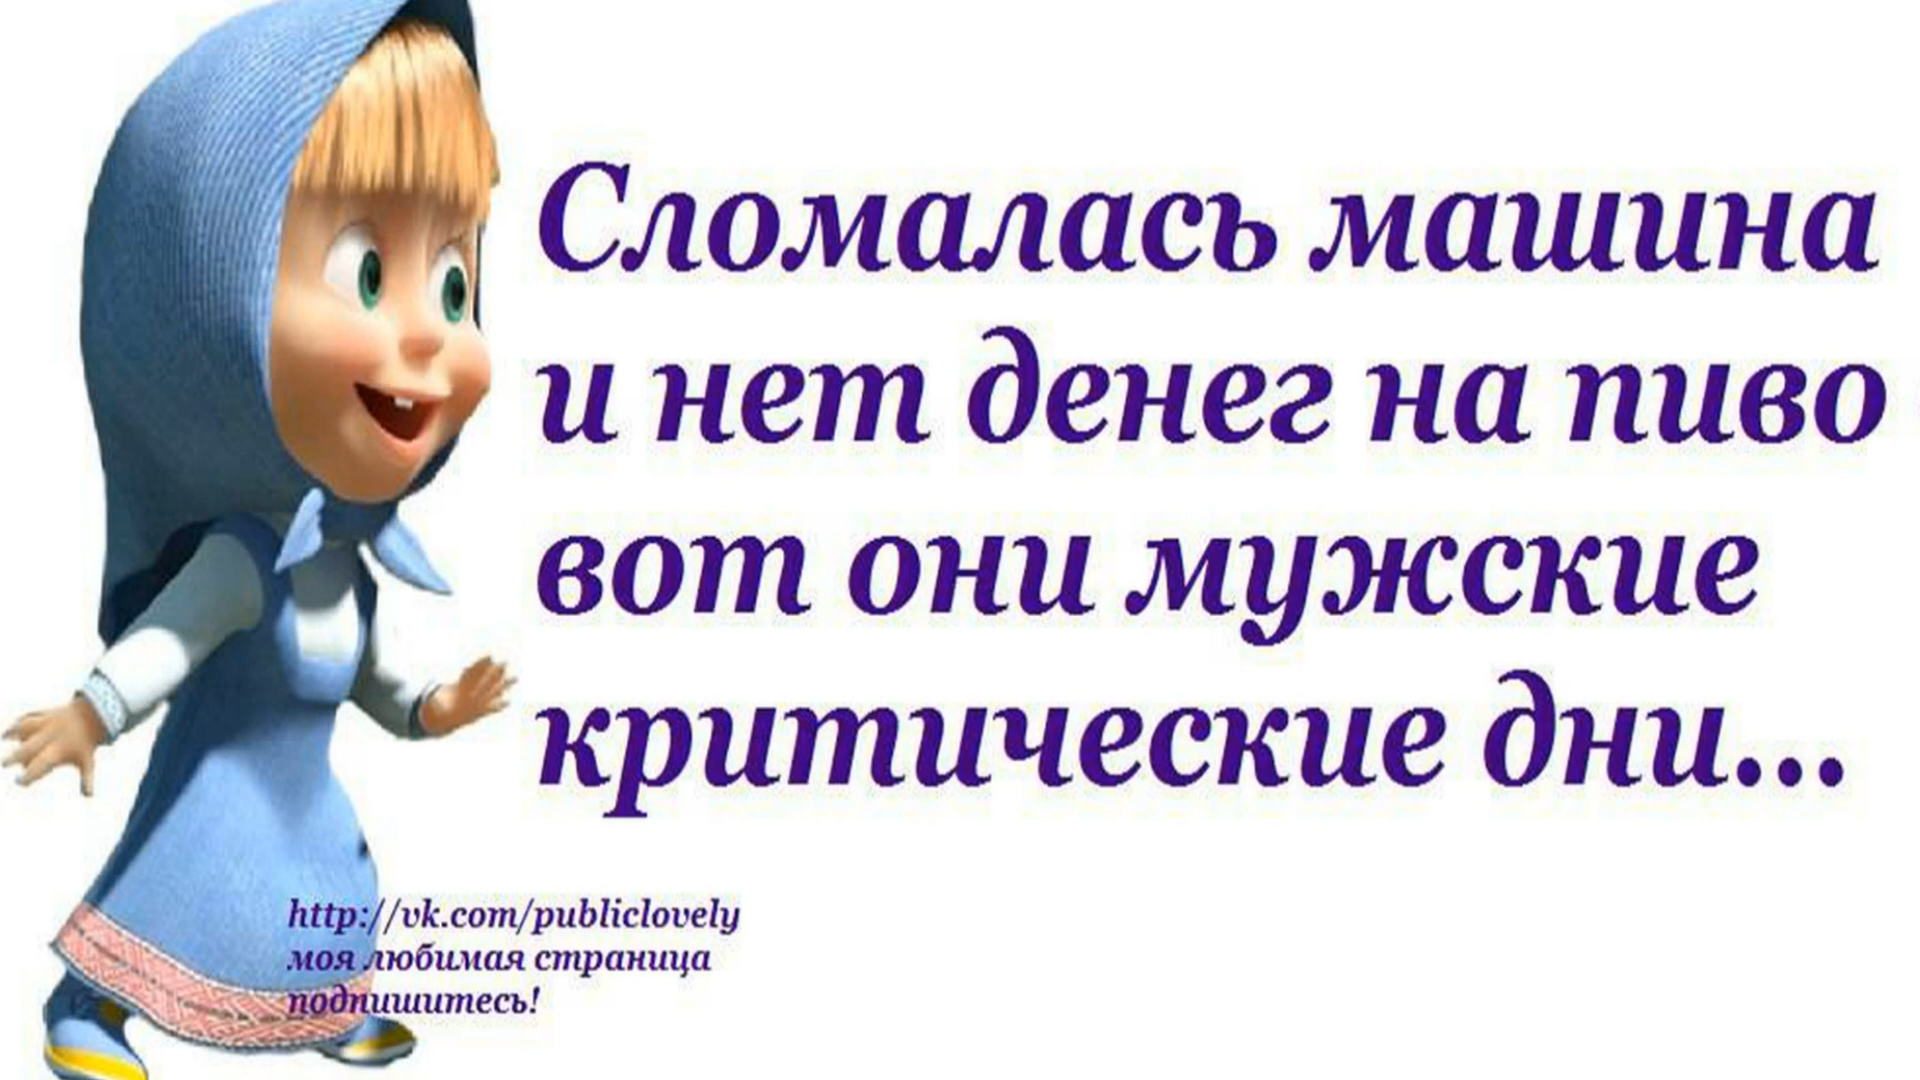 Сломалась машина
и нет денег на пиво
вот они мужские
критические дни...
http://vk.com/publiclovely
моя любимая страница
подпишитесь!